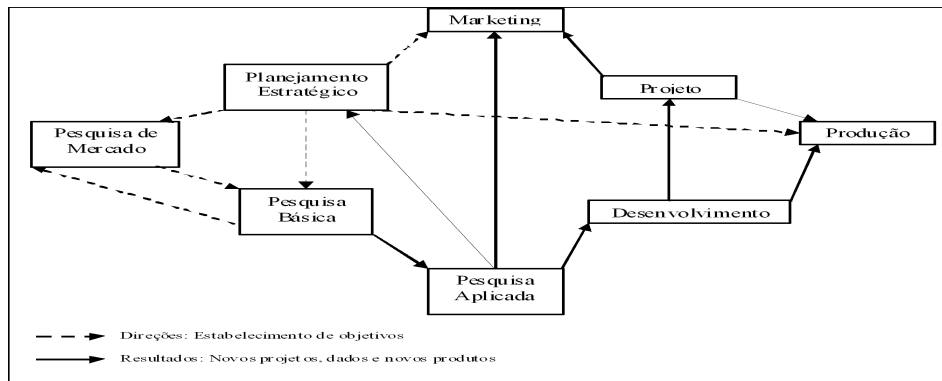 Marketing
Planejamento
Estratégico
Projeto
Pesquisa de
Mercado
Produção
Pesquisa
Básica
Desenvolvimento
Pesquisa
Aplicada
Direções: Estabelecimento de objetivos
Resultados: Novos projetos, dados e novos produtos